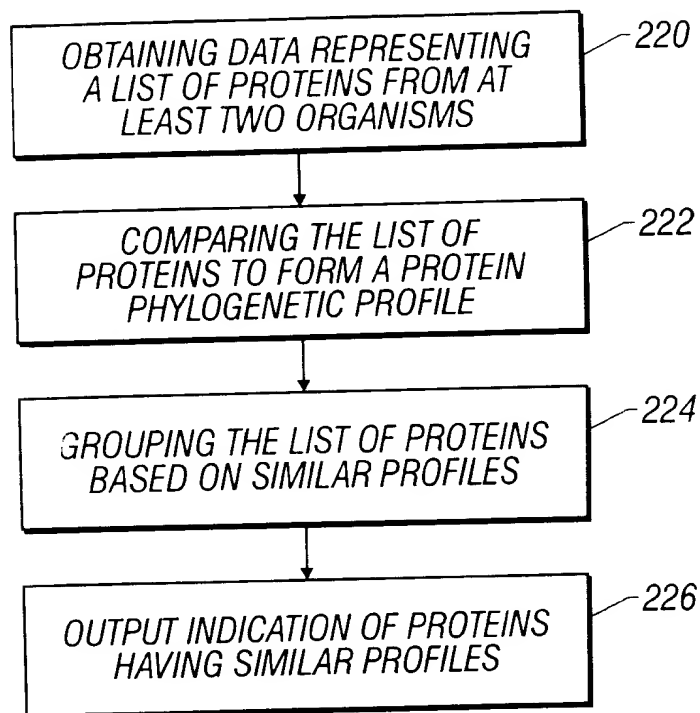 OBTAINING DATA REPRESENTING
A LIST OF PROTEINS FROM AT
LEAST TWO ORGANISMS
220
COMPARING THE LIST OF
PROTEINS TO FORM A PROTEIN
PHYLOGENETIC PROFILE
222
GROUPING THE LIST OF PROTEINS
BASED ON SIMILAR PROFILES
224
OUTPUT INDICATION OF PROTEINS
HAVING SIMILAR PROFILES
226